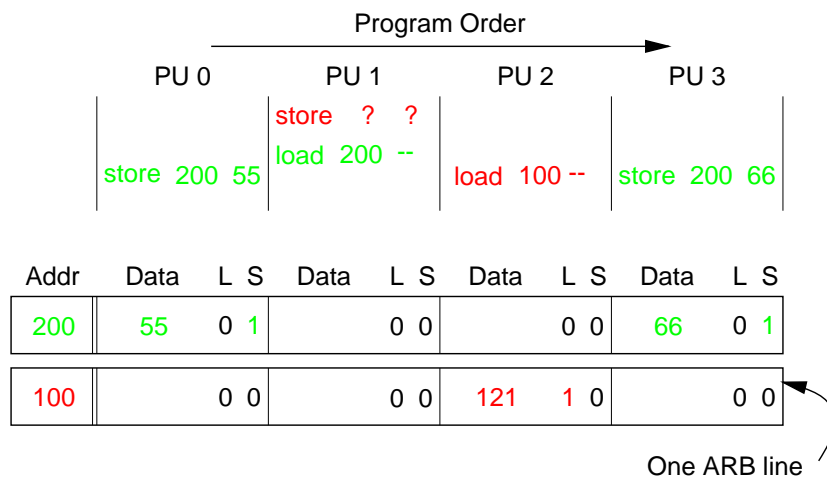 Program Order
PU 0 PU 1 PU 2 PU 3
store ? ?
load 200 --
store 200 55 load 100 -- store 200 66
Addr Data L S Data L S Data L S Data L S
200 55 0 1 0 0 0 0 66 0 1
100 0 0 0 0 121 1 0 0 0
One ARB line